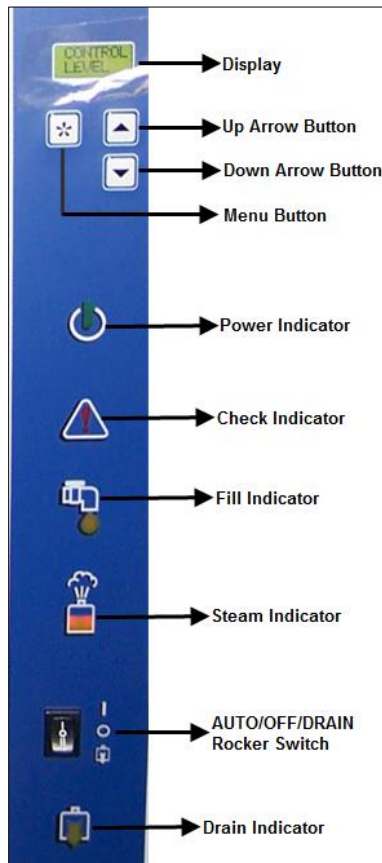 CONTROL
LEVEL
Display
Up Arrow Button
Down Arrow Button
Menu Button
Power Indicator
Check Indicator
Fill Indicator
Steam Indicator
AUTO/OFF/DRAIN
Rocker Switch
Drain Indicator